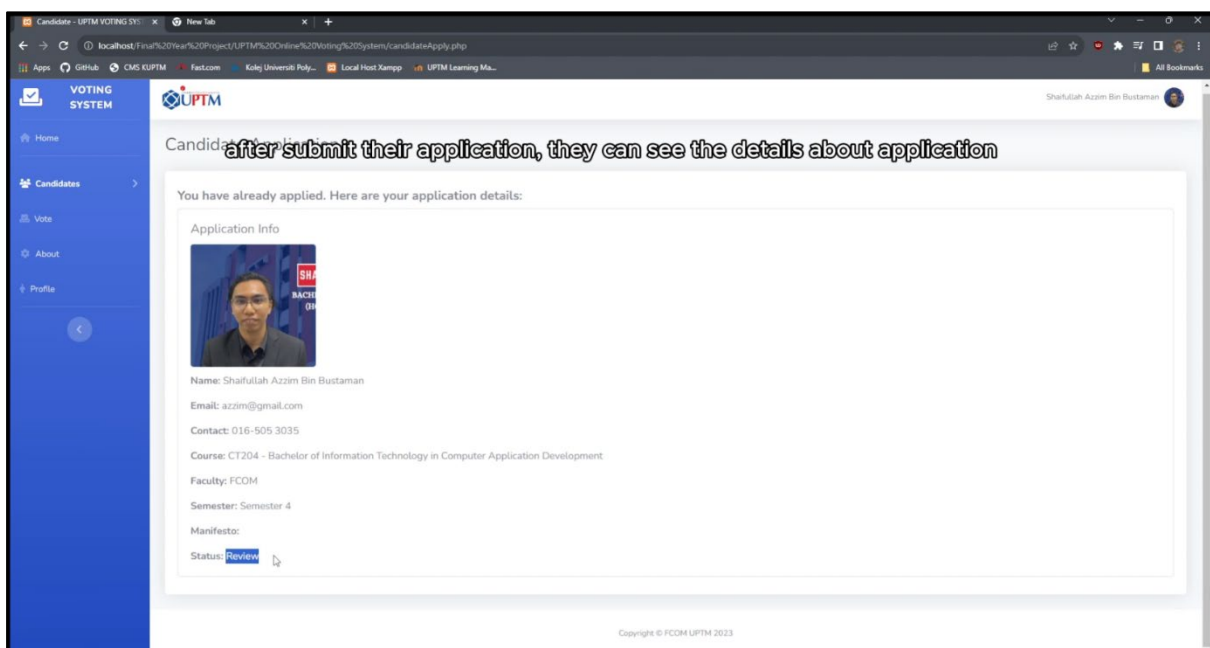 Candidate - UPTM VOTING SYS
New Tab
localhost/Final%20Year%20Project/UPTM%20Online%20Voting%20System/candidateApply.php
Apps GitHub CMS KUPTM Fast.com Kolej Universiti Poly... Local Host Xampp UPTM Learning Ma... All Bookmarks
VOTING
SYSTEM
UPTM
Shaifullah Azzim Bin Bustaman
Home
Candidates
Vote
About
Profile
after submit their application, they can see the details about application
You have already applied. Here are your application details:
Application Info
SHA
BACH
(H
Name: Shaifullah Azzim Bin Bustaman
Email: azzim@gmail.com
Contact: 016-505 3035
Course: CT204 - Bachelor of Information Technology in Computer Application Development
Faculty: FCOM
Semester: Semester 4
Manifesto:
Status: Review
Copyright © FCOM UPTM 2023